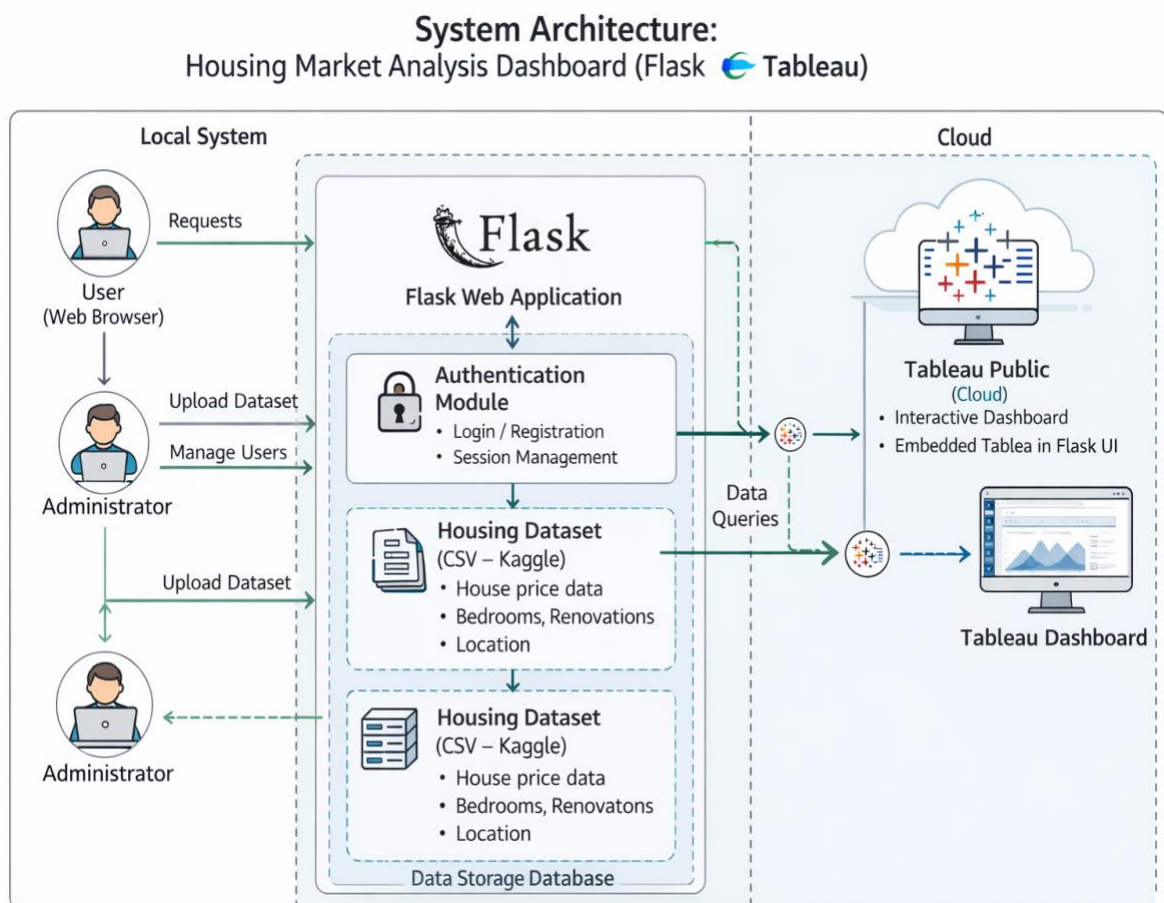 System Architecture:
Housing Market Analysis Dashboard (Flask Tableau)
Local System
Cloud
Requests
User
(Web Browser)
Upload Dataset
Manage Users
Administrator
Upload Dataset
Administrator
Flask
Flask Web Application
Authentication
Module
• Login / Registration
• Session Management
Housing Dataset
(CSV – Kaggle)
• House price data
• Bedrooms, Renovations
• Location
Housing Dataset
(CSV – Kaggle)
• House price data
• Bedrooms, Renovatons
• Location
Data Storage Database
Data
Queries
Tableau Public
(Cloud)
• Interactive Dashboard
• Embedded Tablea in Flask UI
Tableau Dashboard